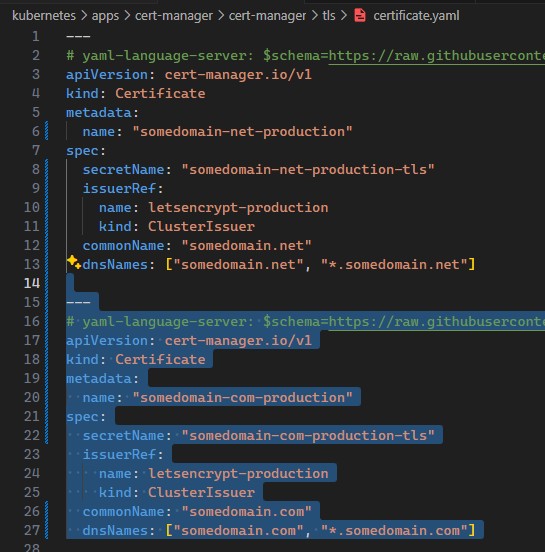 kubernetes > apps > cert-manager > cert-manager > tls > certificate.yaml
1 ---
2 # yaml-language-server: $schema=https://raw.githubuserconte
3 apiVersion: cert-manager.io/v1
4 kind: Certificate
5 metadata:
6   name: "somedomain-net-production"
7 spec:
8   secretName: "somedomain-net-production-tls"
9   issuerRef:
10     name: letsencrypt-production
11     kind: ClusterIssuer
12   commonName: "somedomain.net"
13   dnsNames: ["somedomain.net", "*.somedomain.net"]
14
15 ---
16 # yaml-language-server: $schema=https://raw.githubuserconte
17 apiVersion: cert-manager.io/v1
18 kind: Certificate
19 metadata:
20   name: "somedomain-com-production"
21 spec:
22   secretName: "somedomain-com-production-tls"
23   issuerRef:
24     name: letsencrypt-production
25     kind: ClusterIssuer
26   commonName: "somedomain.com"
27   dnsNames: ["somedomain.com", "*.somedomain.com"]